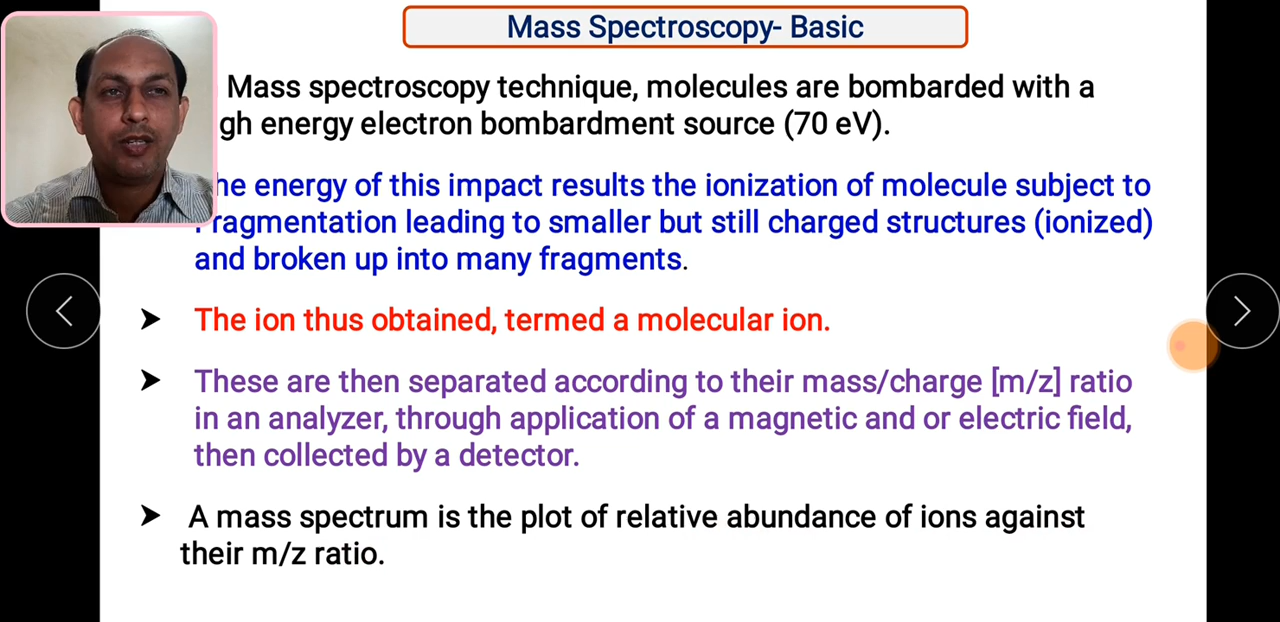 Mass Spectroscopy- Basic
Mass spectroscopy technique, molecules are bombarded with a
energy electron bombardment source (70 eV).
energy of this impact results the ionization of molecule subject to
leading to smaller but still charged structures (ionized)
and broken up into many fragments.
The ion thus obtained, termed a molecular ion.
These are then separated according to their mass/charge [m/z] ratio
in an analyzer, through application of a magnetic and or electric field,
then collected by a detector.
A mass spectrum is the plot of relative abundance of ions against
their m/z ratio.